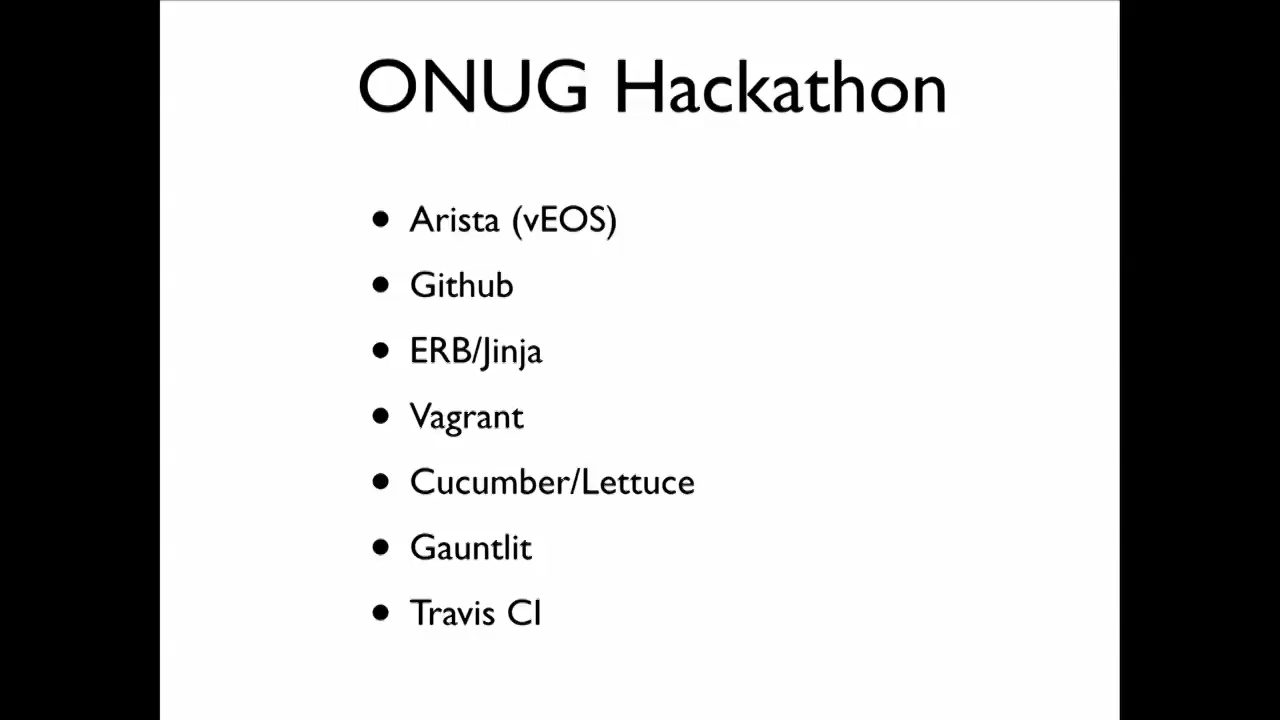 ONUG Hackathon
• Arista (vEOS)
• Github
• ERB/Jinja
• Vagrant
• Cucumber/Lettuce
• Gauntlit
• Travis CI